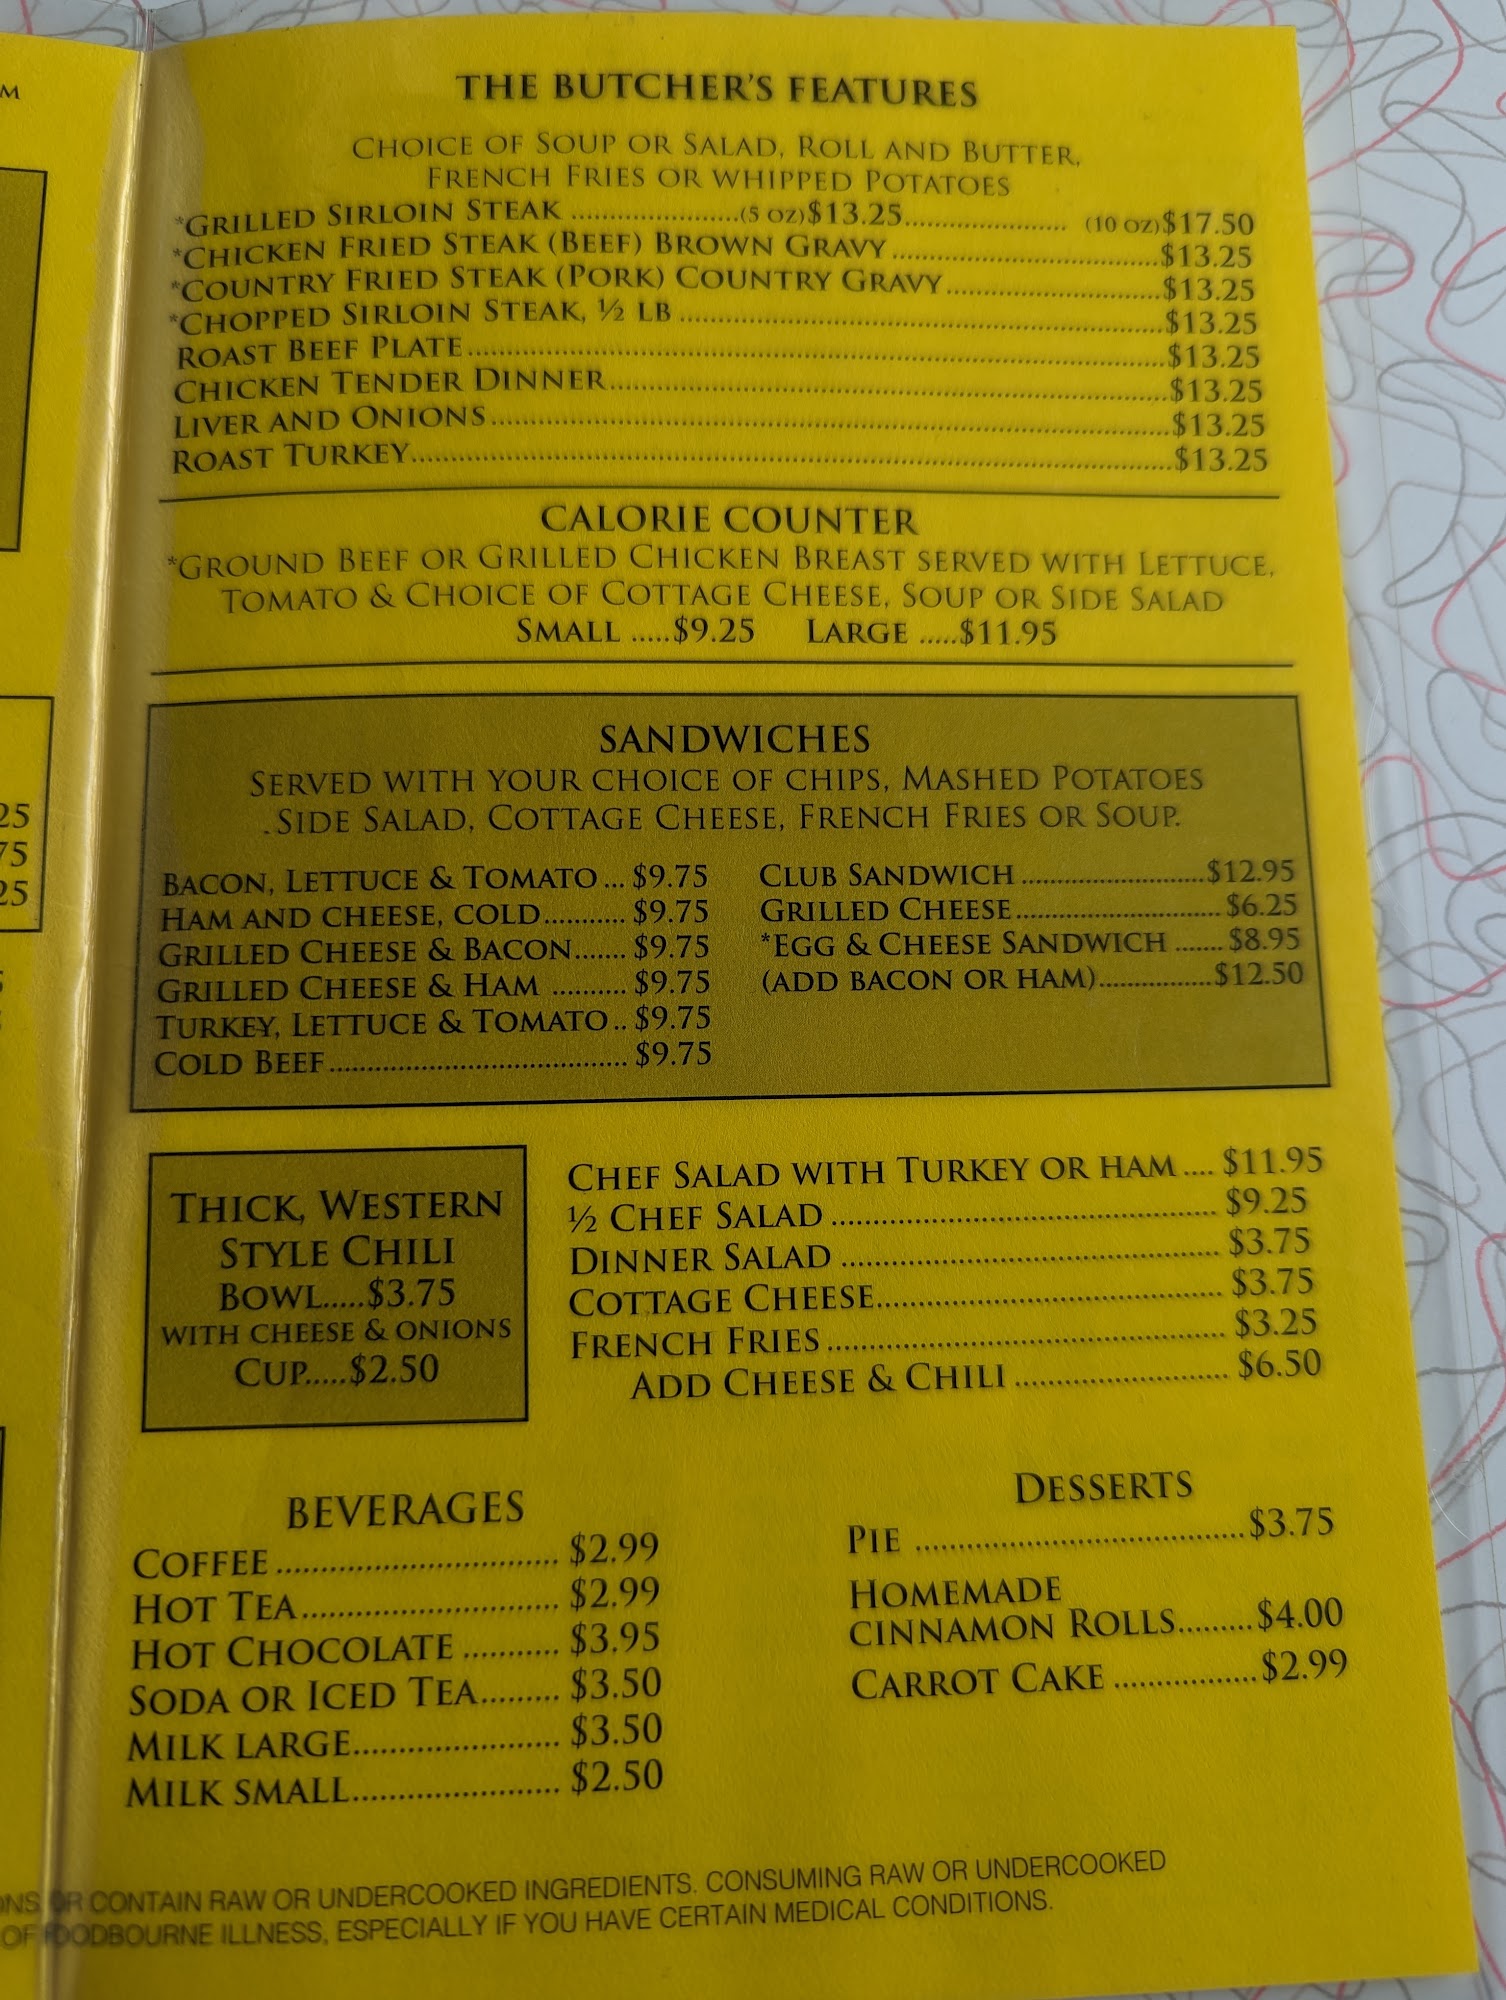 M
THE BUTCHER'S FEATURES
CHOICE OF SOUP OR SALAD, ROLL AND BUTTER,
FRENCH FRIES OR WHIPPED POTATOES
*GRILLED SIRLOIN STEAK ......................(5 OZ)$13.25...................... (10 OZ)$17.50
*CHICKEN FRIED STEAK (BEEF) BROWN GRAVY....................................$13.25
*COUNTRY FRIED STEAK (PORK) COUNTRY GRAVY.............................$13.25
*CHOPPED SIRLOIN STEAK, ½ LB................................................................$13.25
ROAST BEEF PLATE...............................................................................................$13.25
CHICKEN TENDER DINNER...........................................................................$13.25
LIVER AND ONIONS..........................................................................................$13.25
ROAST TURKEY....................................................................................................$13.25
CALORIE COUNTER
*GROUND BEEF OR GRILLED CHICKEN BREAST SERVED WITH LETTUCE,
TOMATO & CHOICE OF COTTAGE CHEESE, SOUP OR SIDE SALAD
SMALL .....$9.25 LARGE .....$11.95
SANDWICHES
SERVED WITH YOUR CHOICE OF CHIPS, MASHED POTATOES
.SIDE SALAD, COTTAGE CHEESE, FRENCH FRIES OR SOUP.
BACON, LETTUCE & TOMATO... $9.75
HAM AND CHEESE, COLD........... $9.75
GRILLED CHEESE & BACON....... $9.75
GRILLED CHEESE & HAM .......... $9.75
TURKEY, LETTUCE & TOMATO.. $9.75
COLD BEEF..................................... $9.75
CLUB SANDWICH...........................$12.95
GRILLED CHEESE.............................. $6.25
*EGG & CHEESE SANDWICH .......$8.95
(ADD BACON OR HAM)................$12.50
THICK, WESTERN
STYLE CHILI
BOWL.....$3.75
WITH CHEESE & ONIONS
CUP.....$2.50
CHEF SALAD WITH TURKEY OR HAM .... $11.95
½ CHEF SALAD ................................................ $9.25
DINNER SALAD ............................................... $3.75
COTTAGE CHEESE........................................... $3.75
FRENCH FRIES ................................................. $3.25
ADD CHEESE & CHILI ........................... $6.50
BEVERAGES
COFFEE ............................... $2.99
HOT TEA............................ $2.99
HOT CHOCOLATE ........... $3.95
SODA OR ICED TEA......... $3.50
MILK LARGE...................... $3.50
MILK SMALL....................... $2.50
DESSERTS
PIE ....................................$3.75
HOMEMADE
CINNAMON ROLLS.........$4.00
CARROT CAKE ................$2.99
25
75
25
ONS OR CONTAIN RAW OR UNDERCOOKED INGREDIENTS. CONSUMING RAW OR UNDERCOOKED
OF FOODBOURNE ILLNESS, ESPECIALLY IF YOU HAVE CERTAIN MEDICAL CONDITIONS.